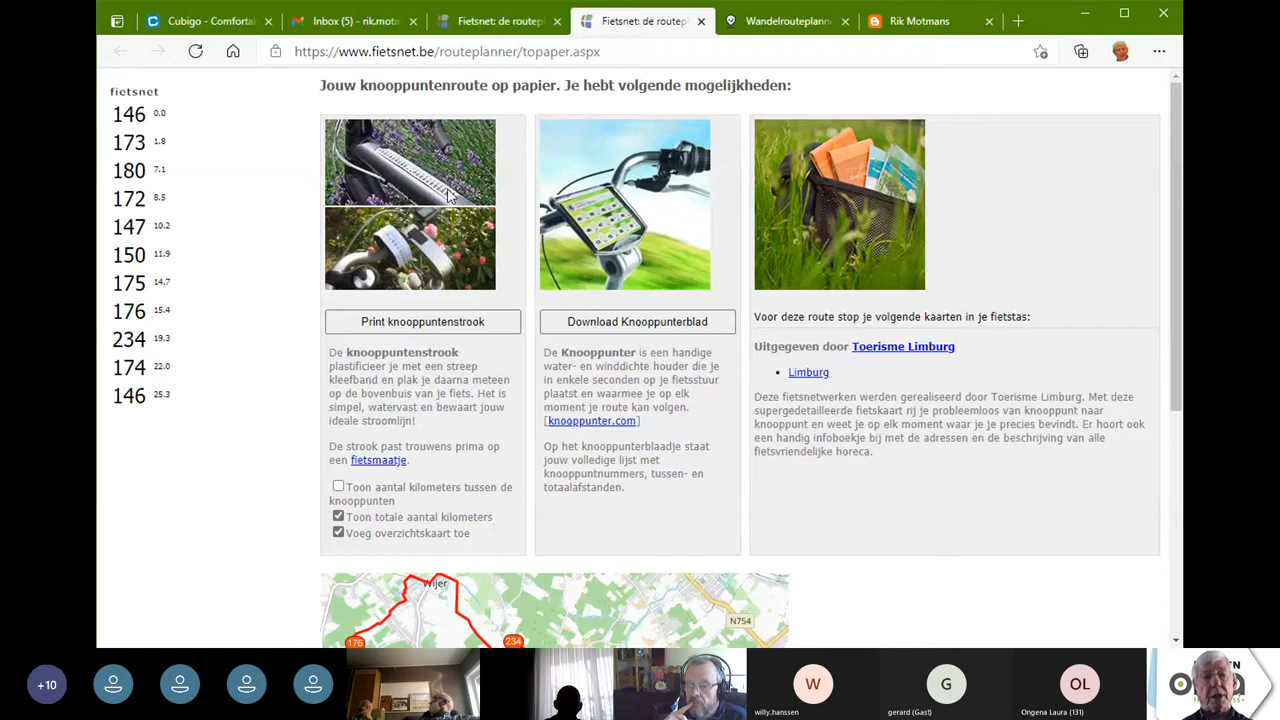 Cubigo - Comforta
Inbox (5) - rik.motm
Fietsnet: de routepl
Fietsnet: de routepl
Wandelrouteplann
Rik Motmans
https://www.fietsnet.be/routeplanner/topaper.aspx
fietsnet
146 0.0
173 1.8
180 7.1
172 8.5
147 10.2
150 11.9
175 14.7
176 15.4
234 19.3
174 22.0
146 25.3
Jouw knooppuntenroute op papier. Je hebt volgende mogelijkheden:
Print knooppuntenstrook
De knooppuntenstrook
plastificieer je met een streep
kleefband en plak je daarna meteen
op de bovenbuis van je fiets. Het is
simpel, watervast en bewaart jouw
ideale stroomlijn!
De strook past trouwens prima op
een fietsmaatje.
Toon aantal kilometers tussen de
knooppunten
Toon totale aantal kilometers
Voeg overzichtskaart toe
Download Knooppunterblad
De Knooppunter is een handige
water- en winddichte houder die je
in enkele seconden op je fietsstuur
plaatst en waarmee je op elk
moment je route kan volgen.
[knooppunter.com]
Op het knooppunterblaadje staat
jouw volledige lijst met
knooppuntnummers, tussen- en
totaalafstanden.
Voor deze route stop je volgende kaarten in je fietstas:
Uitgegeven door Toerisme Limburg
Limburg
Deze fietsnetwerken werden gerealiseerd door Toerisme Limburg. Met deze
supergedetailleerde fietskaart rij je probleemloos van knooppunt naar
knooppunt en weet je op elk moment waar je je precies bevindt. Er hoort ook
een handig infoboekje bij met de adressen en de beschrijving van alle
fietsvriendelijke horeca.
Wijer
N754
176
234
+10
W
willy.hanssen
G
gerard (Gast)
OL
Ongena Laura (131)